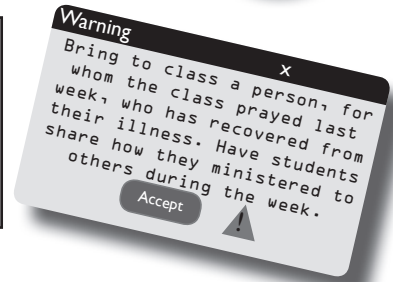 Warning
x
Bring to class a person, for
whom the class prayed last
week, who has recovered from
their illness. Have students
share how they ministered to
others during the week.
Accept
!